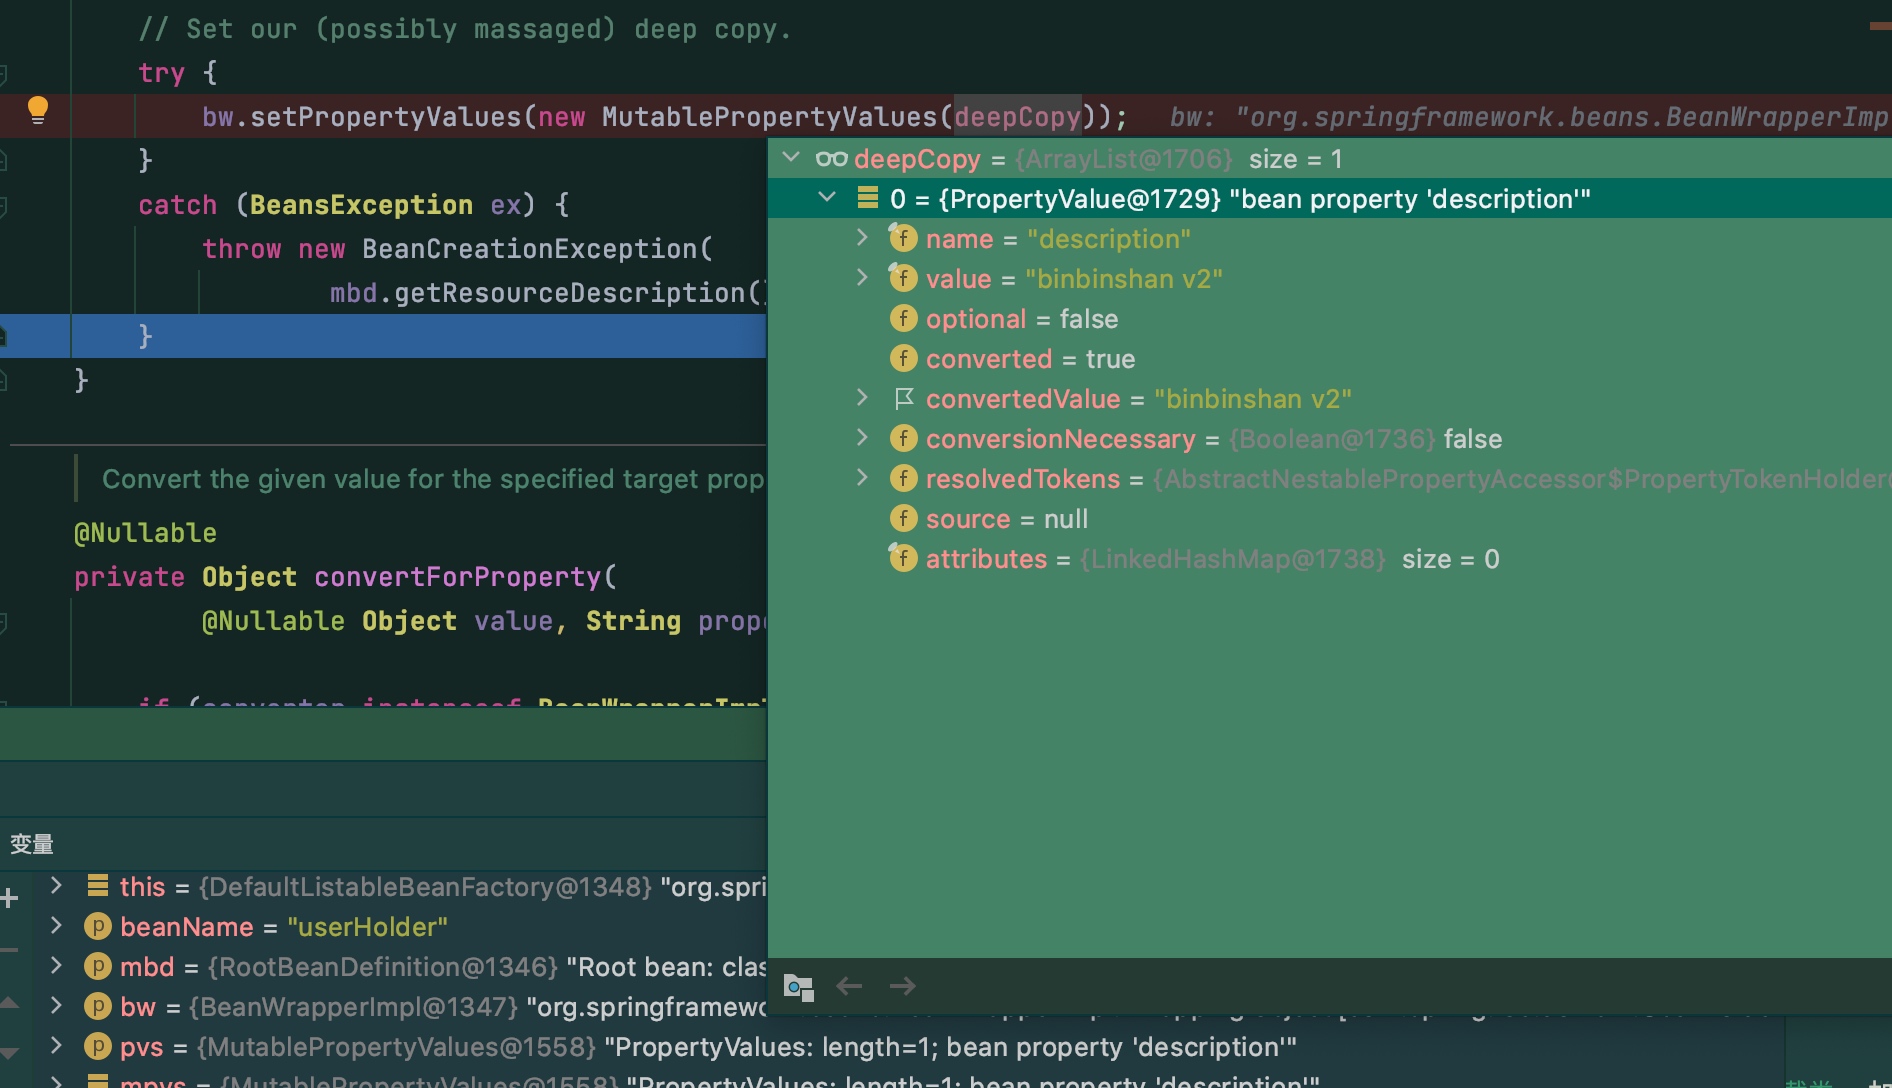 // Set our (possibly massaged) deep copy.
try {
bw.setPropertyValues(new MutablePropertyValues(deepCopy)); bw: "org.springframework.beans.BeanWrapperImp
}
catch (BeansException ex) {
throw new BeanCreationException(
mbd.getResourceDescription()
}
}
Convert the given value for the specified target prop
@Nullable
private Object convertForProperty(
@Nullable Object value, String prop
if (converter instanceof BeanWrapperImpl
deepCopy = {ArrayList@1706} size = 1
0 = {PropertyValue@1729} "bean property 'description'"
name = "description"
value = "binbinshan v2"
optional = false
converted = true
convertedValue = "binbinshan v2"
conversionNecessary = {Boolean@1736} false
resolvedTokens = {AbstractNestablePropertyAccessor$PropertyTokenHolder@
source = null
attributes = {LinkedHashMap@1738} size = 0
变量
this = {DefaultListableBeanFactory@1348} "org.spri
beanName = "userHolder"
mbd = {RootBeanDefinition@1346} "Root bean: clas
bw = {BeanWrapperImpl@1347} "org.springframewo
pvs = {MutablePropertyValues@1558} "PropertyValues: length=1; bean property 'description'"
mpvs = {MutablePropertyValues@1558} "PropertyValues: length=1; bean property 'description'"